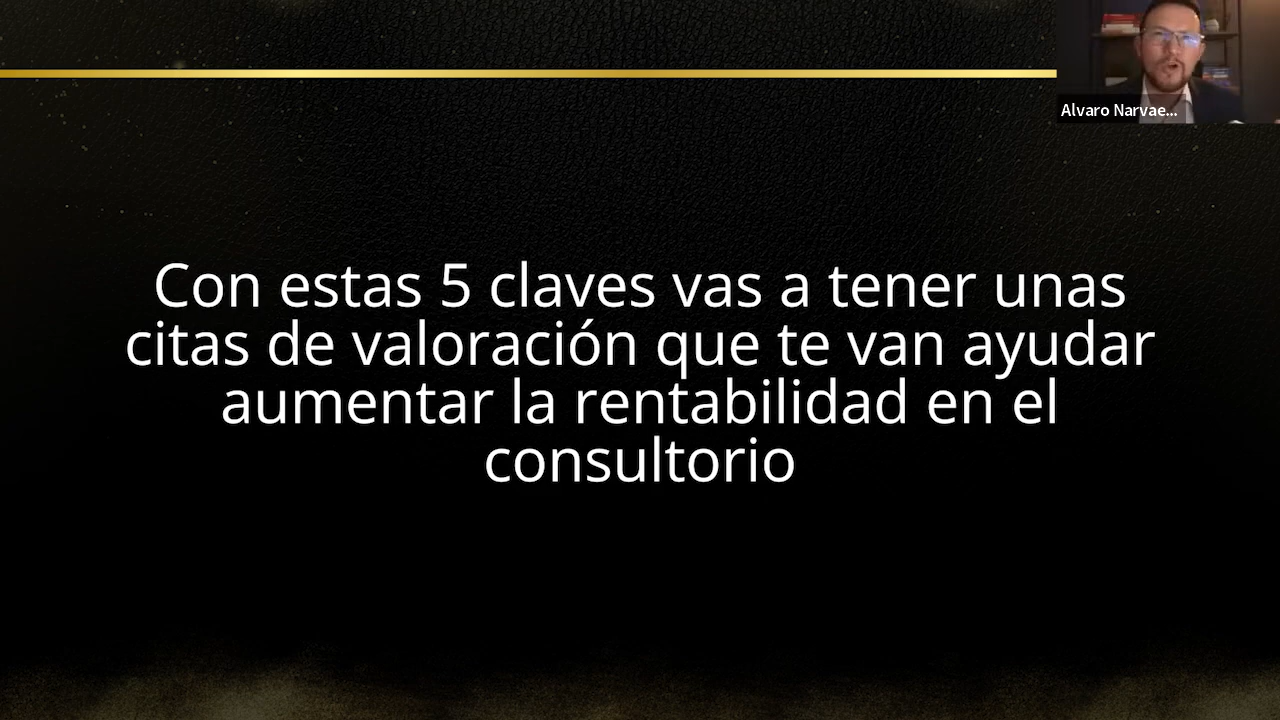 Alvaro Narvae...
Con estas 5 claves vas a tener unas
citas de valoración que te van ayudar
aumentar la rentabilidad en el
consultorio